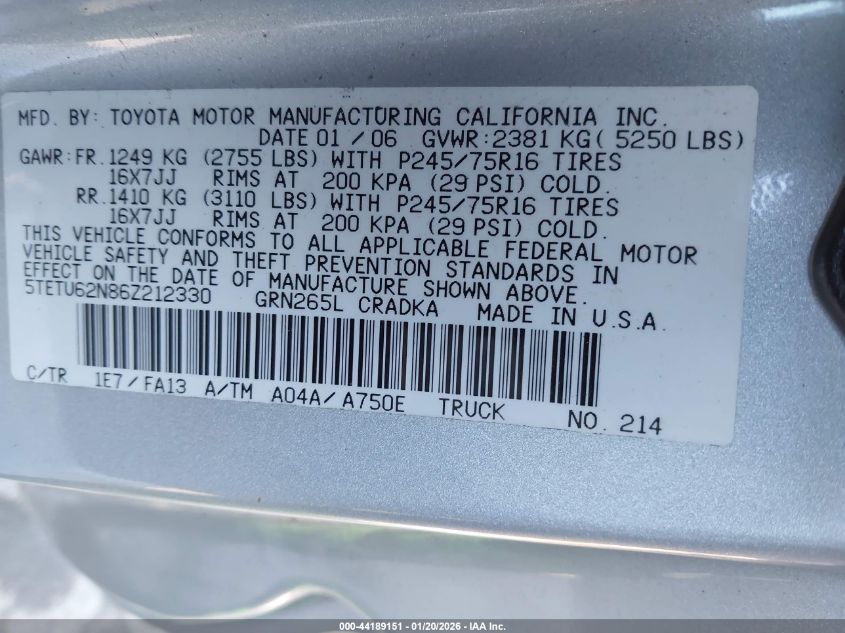 MFD. BY: TOYOTA MOTOR MANUFACTURING CALIFORNIA INC.
DATE 01 / 06 GVWR: 2381 KG( 5250 LBS)
GAWR: FR. 1249 KG (2755 LBS) WITH P245/75R16 TIRES
16X7JJ RIMS AT 200 KPA (29 PSI) COLD.
RR. 1410 KG (3110 LBS) WITH P245/75R16 TIRES
16X7JJ RIMS AT 200 KPA (29 PSI) COLD.
THIS VEHICLE CONFORMS TO ALL APPLICABLE FEDERAL MOTOR
VEHICLE SAFETY AND THEFT PREVENTION STANDARDS IN
EFFECT ON THE DATE OF MANUFACTURE SHOWN ABOVE.
5TETU62N86Z212330 GRN265L CRADKA MADE IN U.S.A.
C/TR 1E7/FA13 A/TM A04A/A750E TRUCK NO. 214
000-44189151 — 01/20/2026 — IAA Inc.